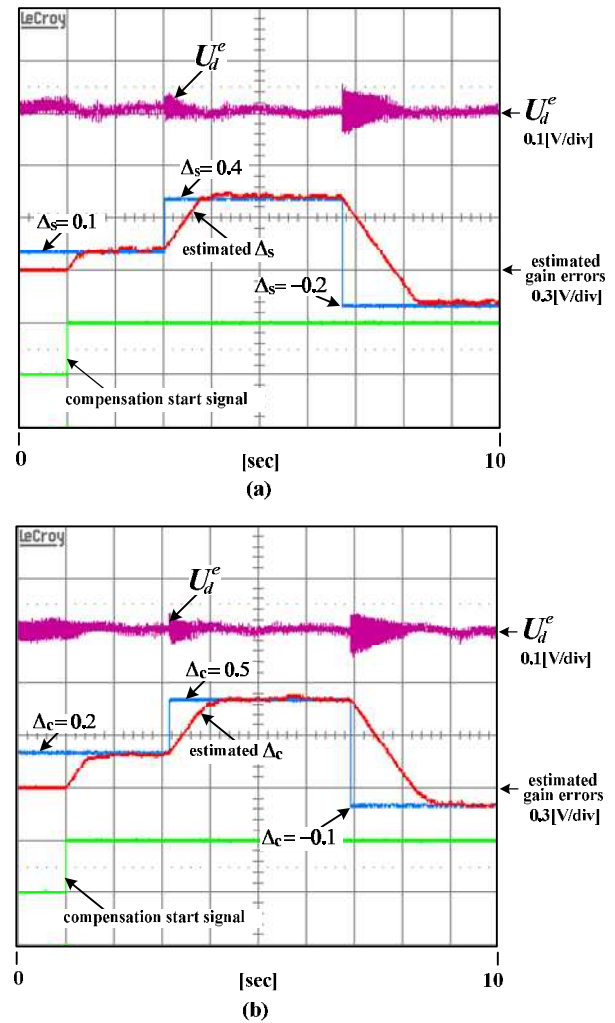 LeCroy
U_d^e
U_d^e
0.1[V/div]
Δs= 0.4
Δs= 0.1
estimated Δs
estimated
gain errors
0.3[V/div]
Δs= −0.2
compensation start signal
0
[sec]
10
(a)
LeCroy
U_d^e
U_d^e
0.1[V/div]
Δc= 0.5
Δc= 0.2
estimated Δc
estimated
gain errors
0.3[V/div]
Δc= −0.1
compensation start signal
0
[sec]
10
(b)